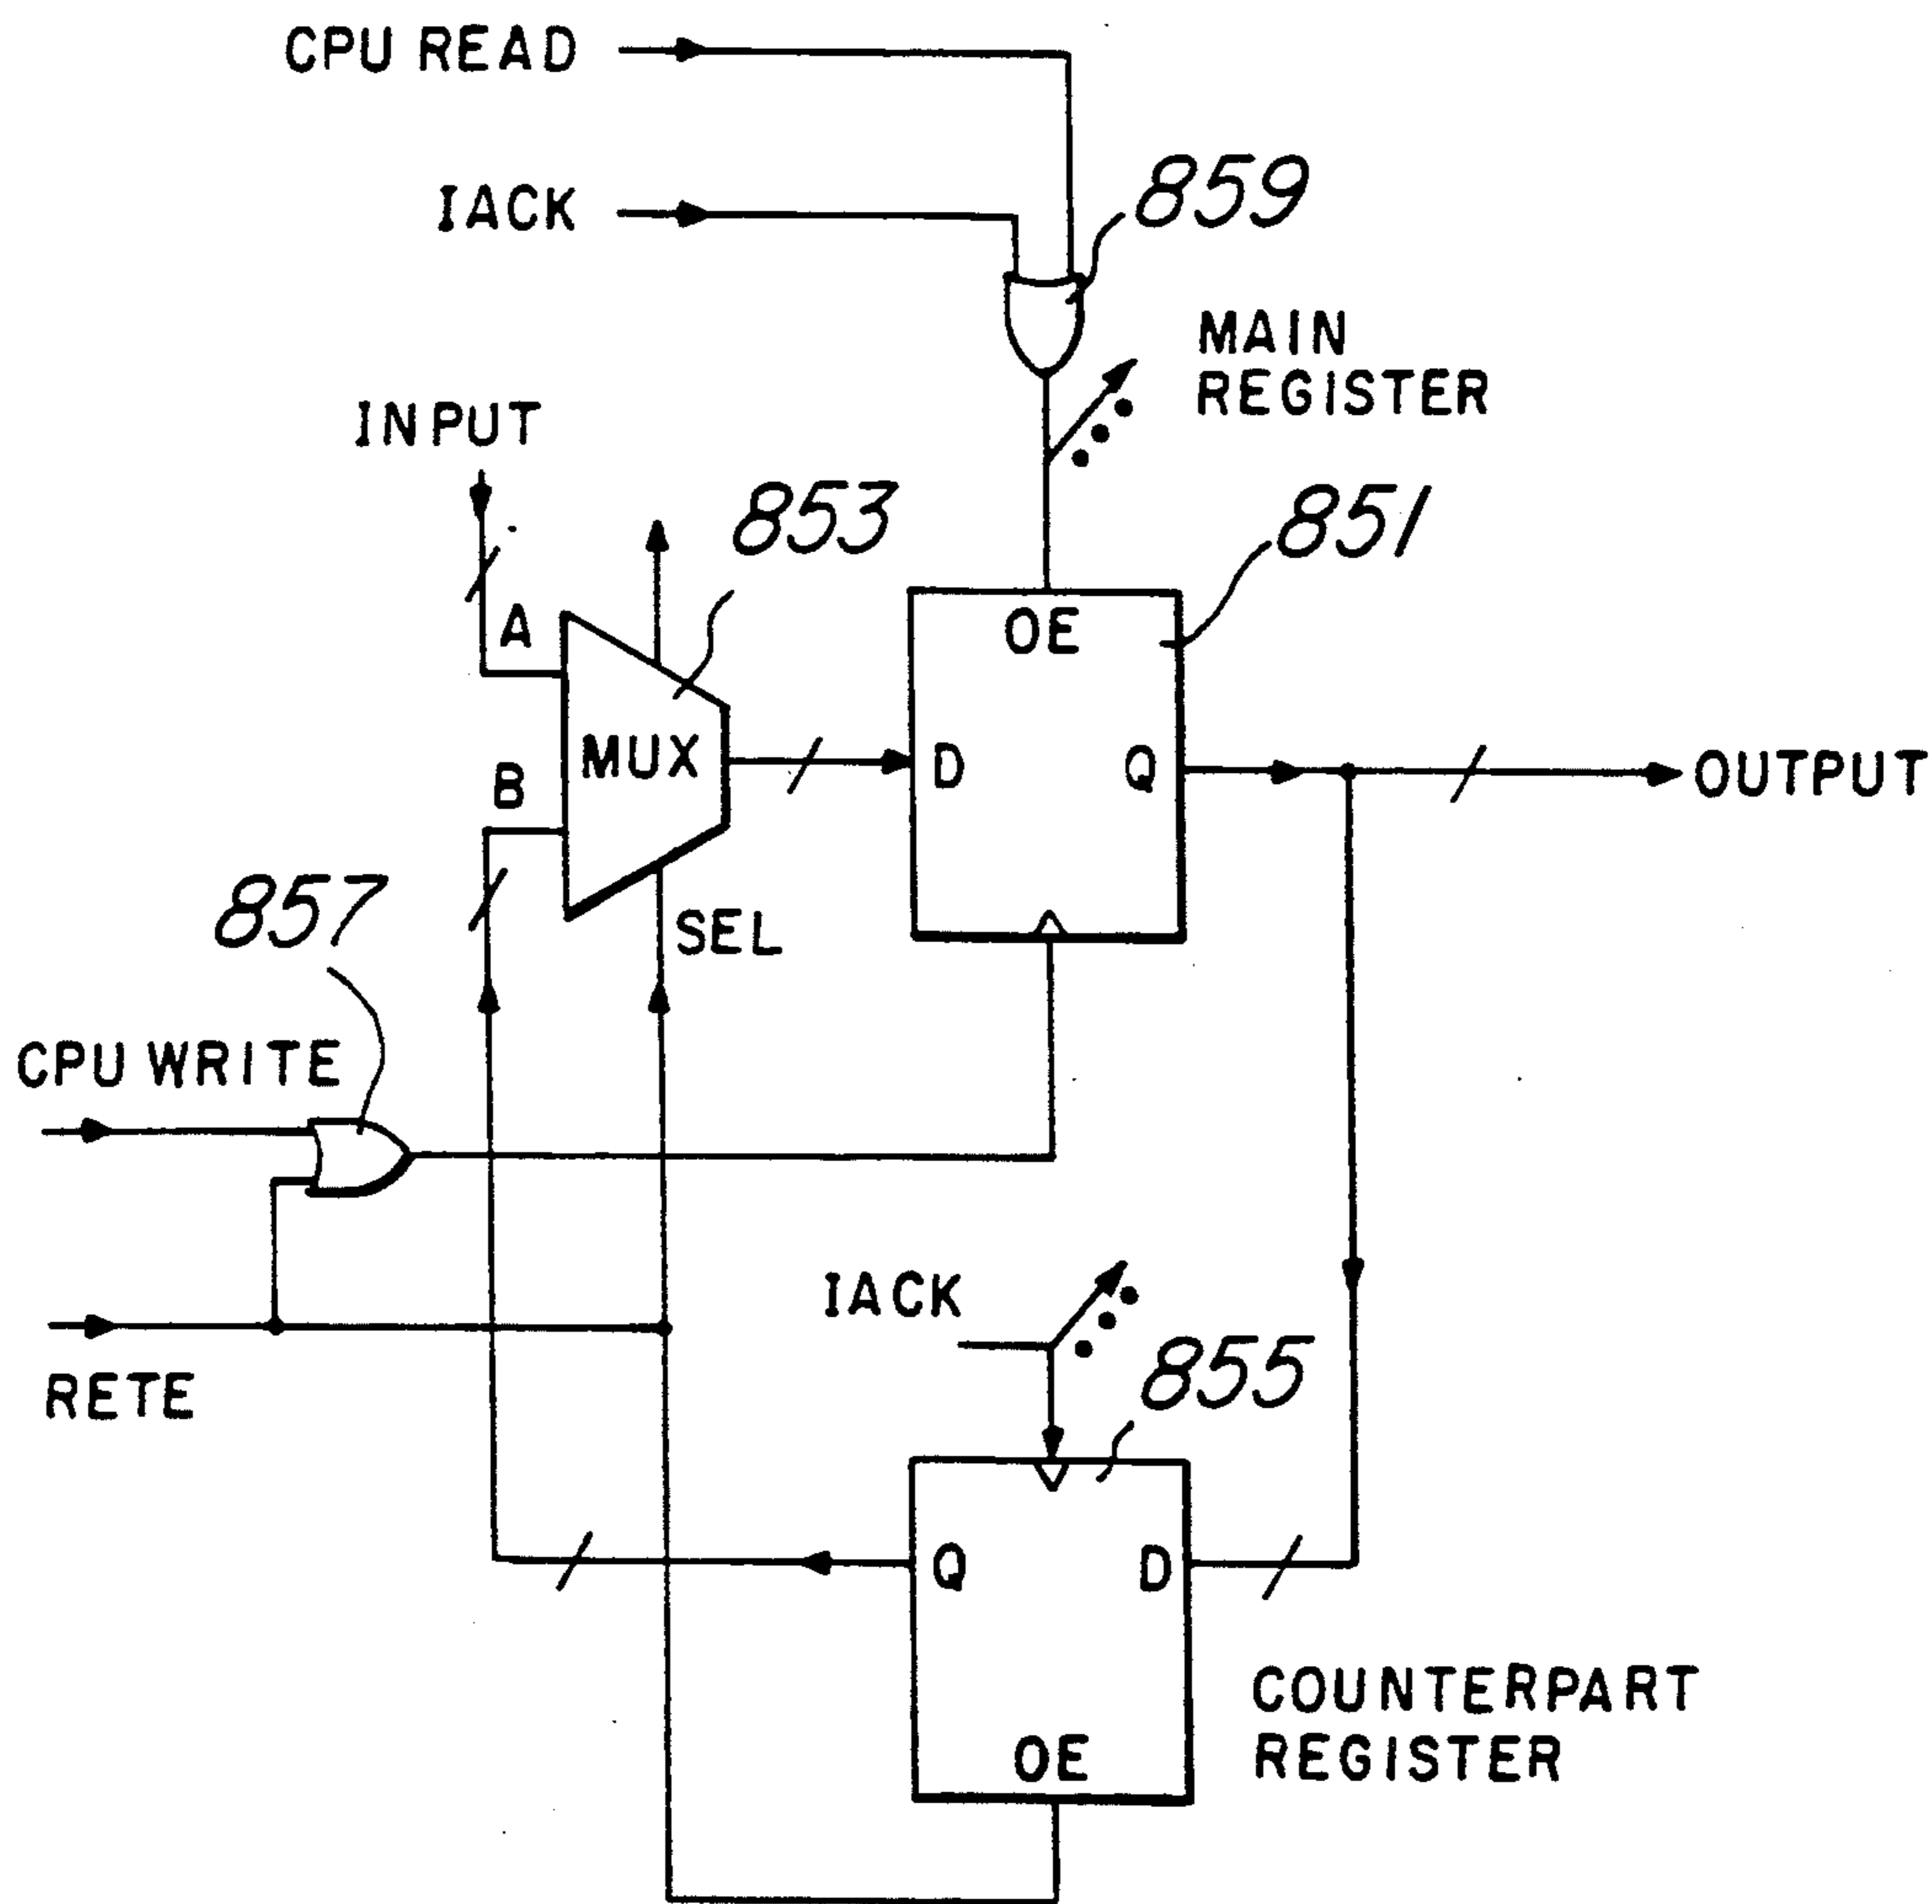 CPU READ
IACK
859
MAIN
REGISTER
INPUT
853
851
A
OE
MUX
D
Q
OUTPUT
B
857
SEL
CPU WRITE
IACK
855
RETE
Q
D
COUNTERPART
REGISTER
OE